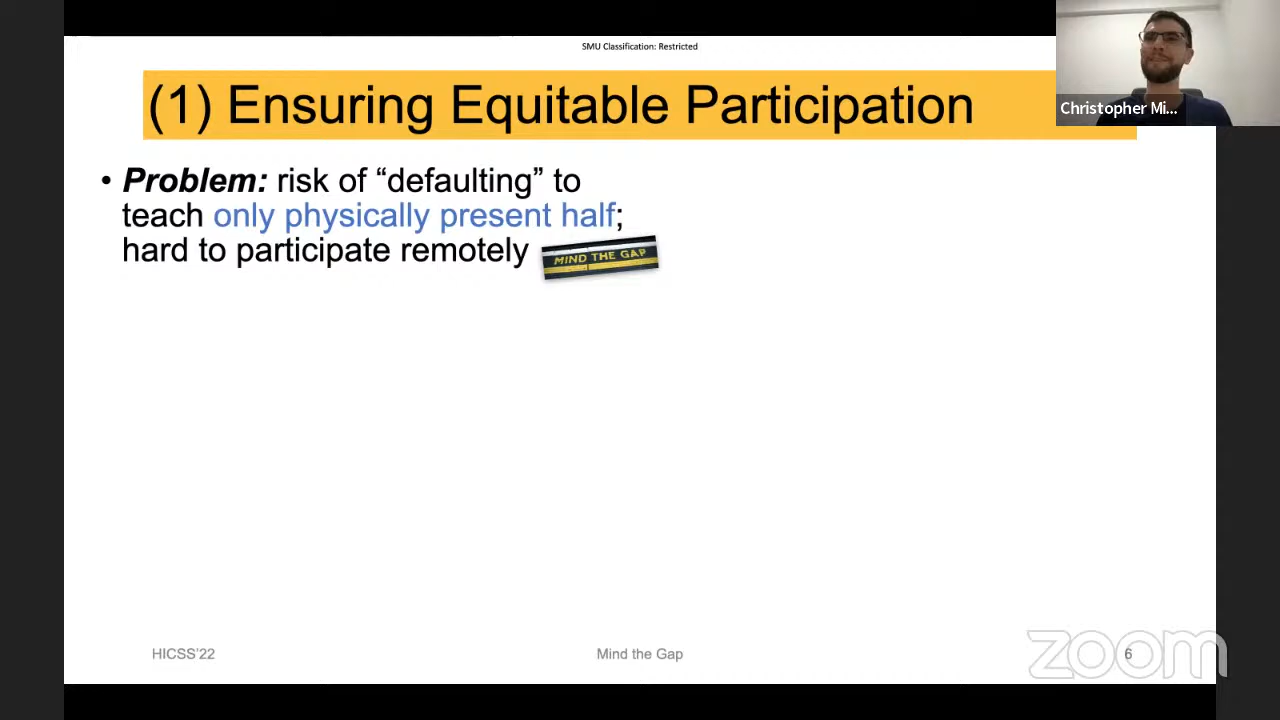 SMU Classification: Restricted
(1) Ensuring Equitable Participation
Christopher Mi...
• Problem: risk of “defaulting” to
teach only physically present half;
hard to participate remotely
MIND THE GAP
HICSS’22
Mind the Gap
6
zoom